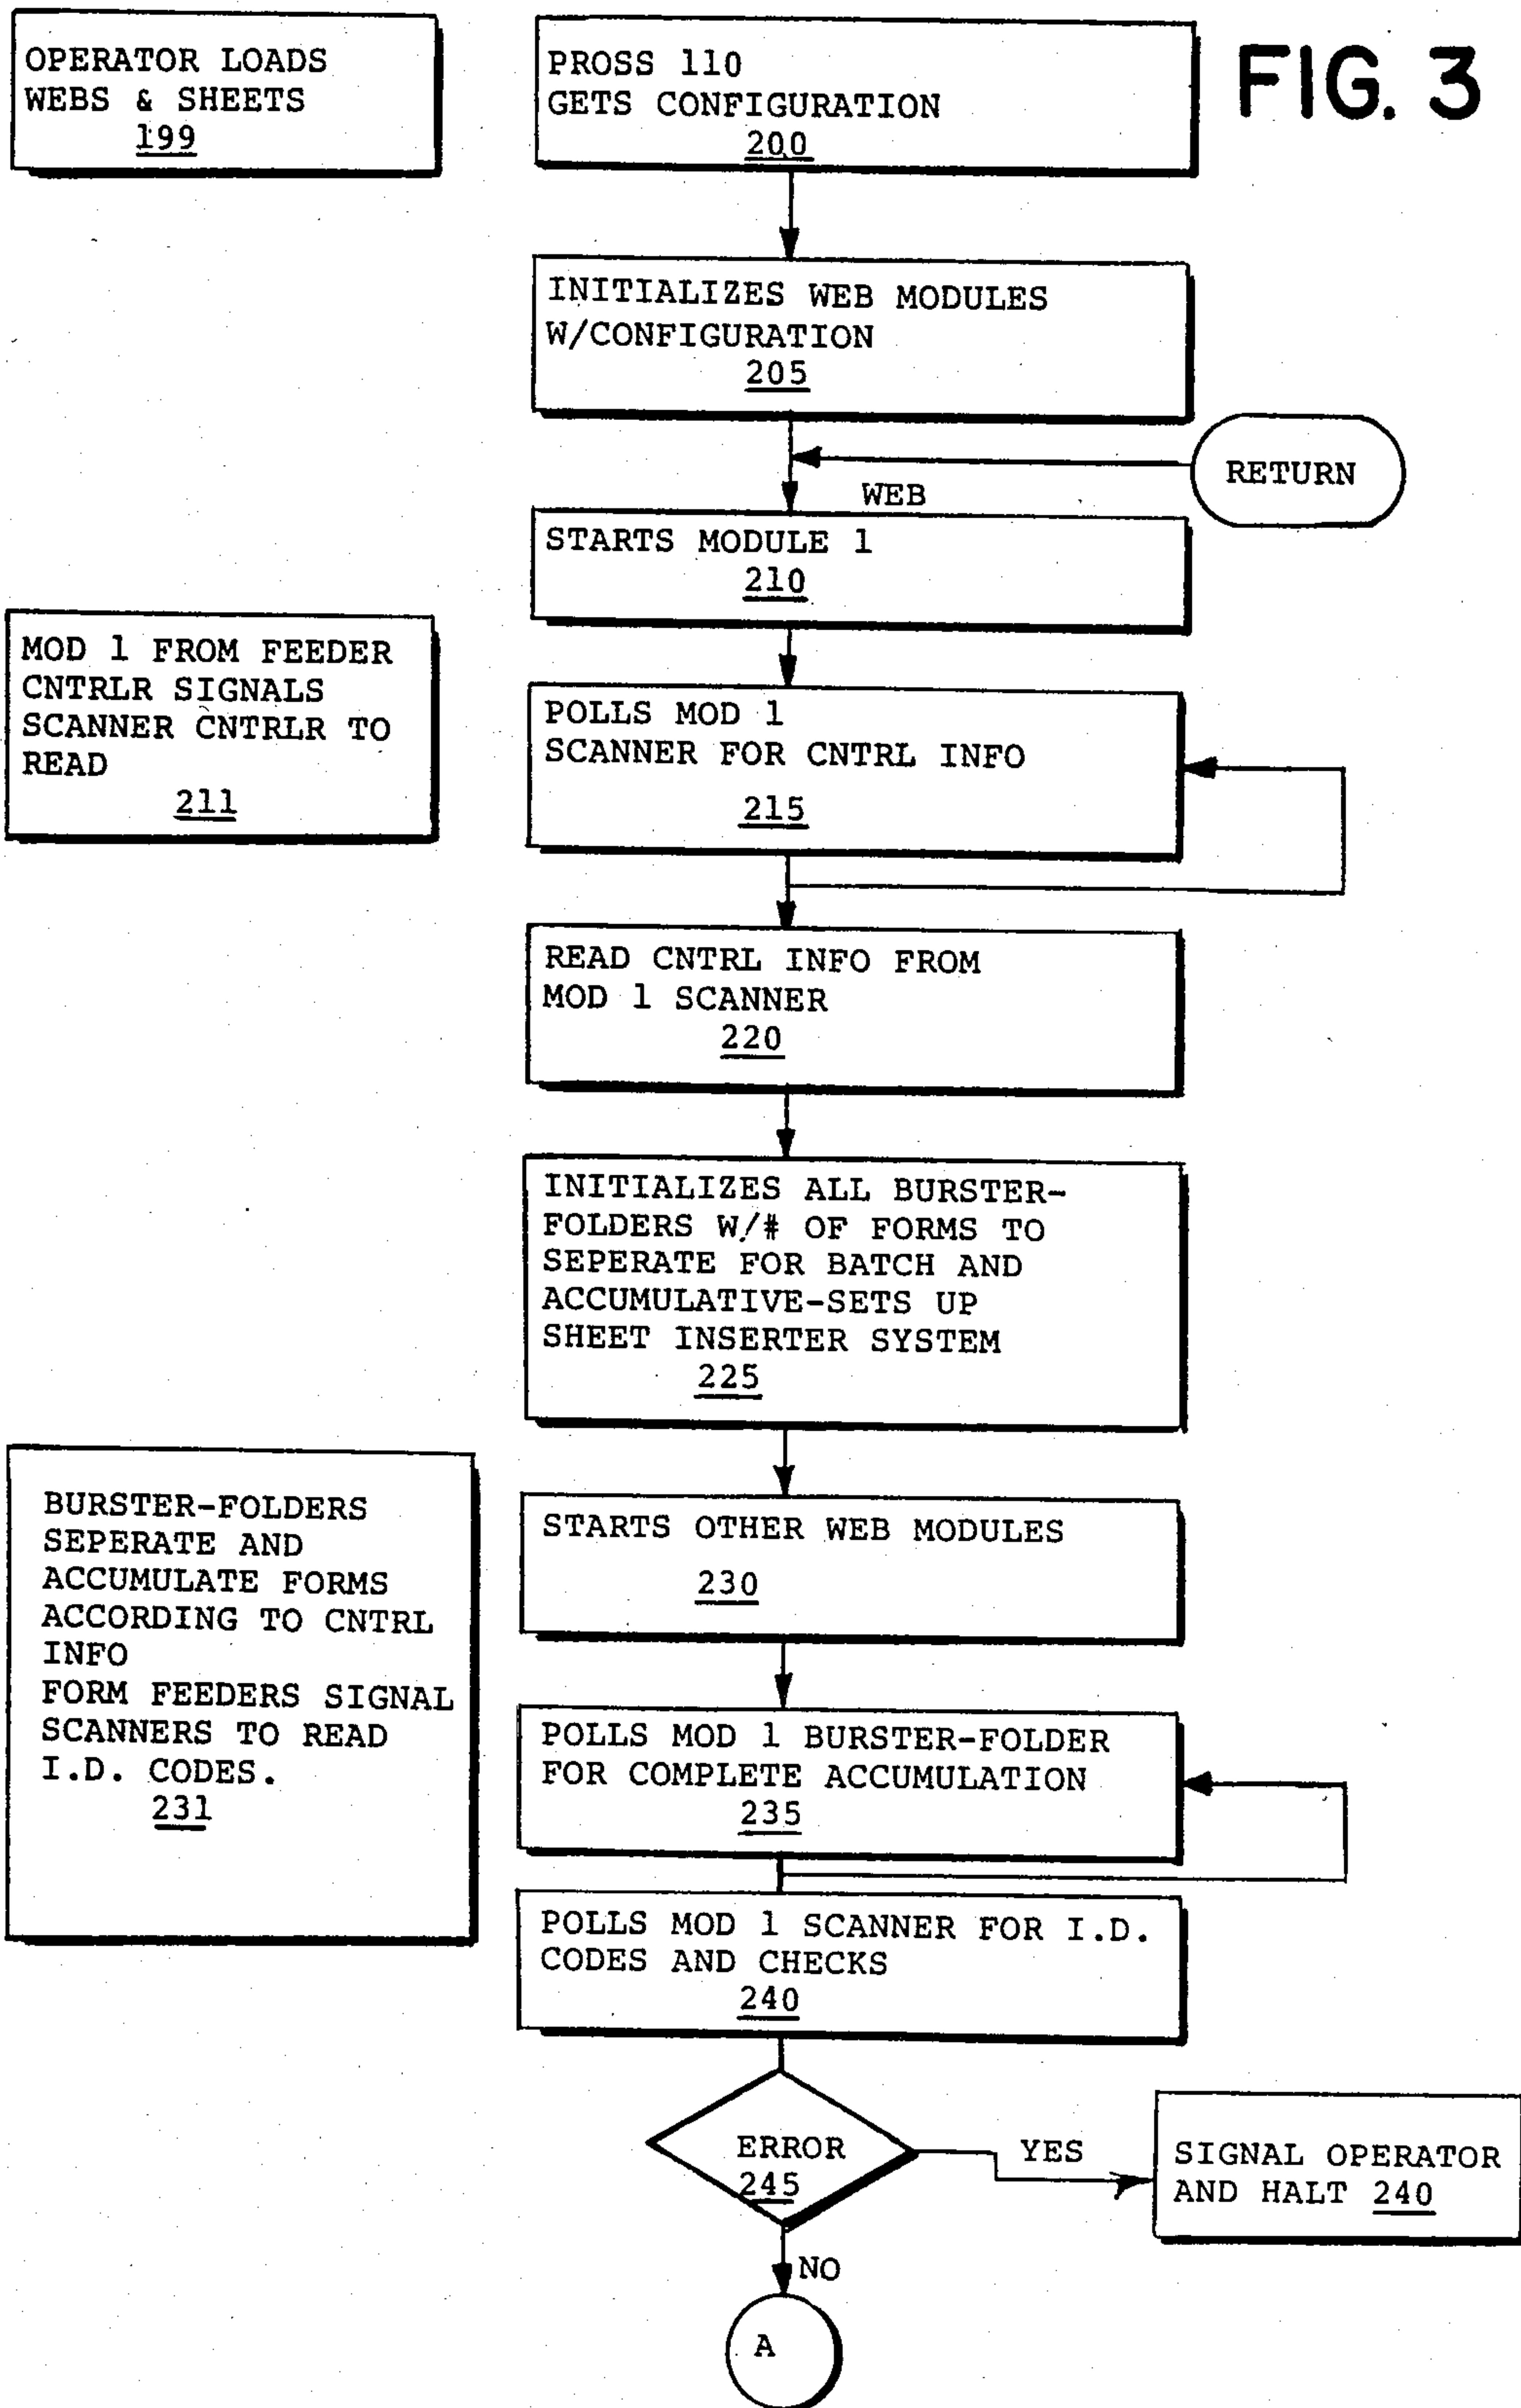 OPERATOR LOADS
WEBS & SHEETS
199
PROSS 110
GETS CONFIGURATION
200
FIG. 3
INITIALIZES WEB MODULES
W/CONFIGURATION
205
RETURN
WEB
STARTS MODULE 1
210
MOD 1 FROM FEEDER
CNTRLR SIGNALS
SCANNER CNTRLR TO
READ
211
POLLS MOD 1
SCANNER FOR CNTRL INFO
215
READ CNTRL INFO FROM
MOD 1 SCANNER
220
INITIALIZES ALL BURSTER-
FOLDERS W/# OF FORMS TO
SEPERATE FOR BATCH AND
ACCUMULATIVE-SETS UP
SHEET INSERTER SYSTEM
225
BURSTER-FOLDERS
SEPERATE AND
ACCUMULATE FORMS
ACCORDING TO CNTRL
INFO
FORM FEEDERS SIGNAL
SCANNERS TO READ
I.D. CODES.
231
STARTS OTHER WEB MODULES
230
POLLS MOD 1 BURSTER-FOLDER
FOR COMPLETE ACCUMULATION
235
POLLS MOD 1 SCANNER FOR I.D.
CODES AND CHECKS
240
ERROR
245
YES
SIGNAL OPERATOR
AND HALT 240
NO
A